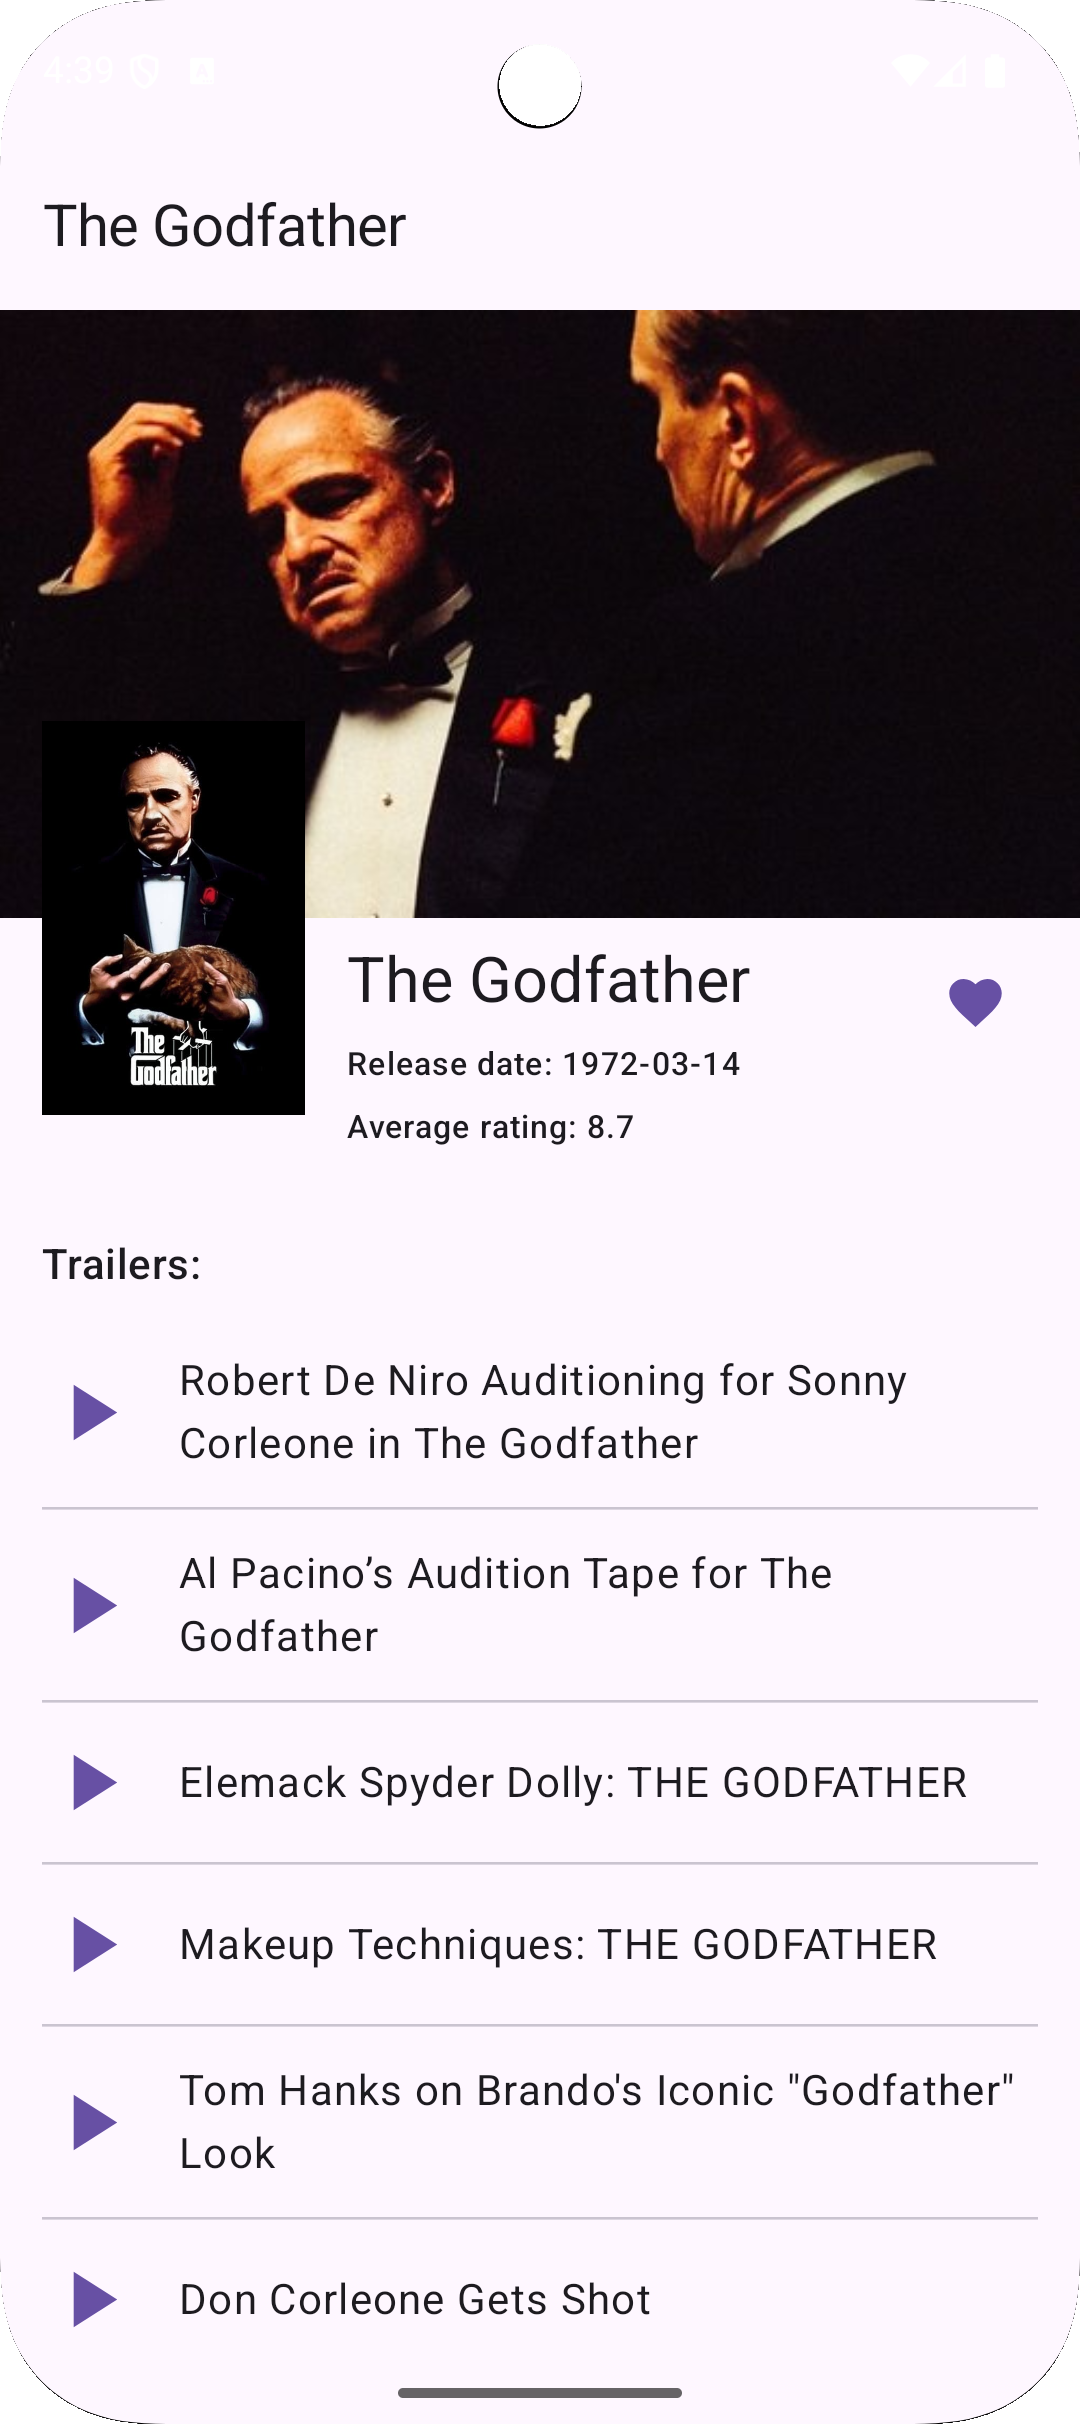 4:39
The Godfather
The
Godfather
The Godfather
Release date: 1972-03-14
Average rating: 8.7
Trailers:
Robert De Niro Auditioning for Sonny
Corleone in The Godfather
Al Pacino’s Audition Tape for The
Godfather
Elemack Spyder Dolly: THE GODFATHER
Makeup Techniques: THE GODFATHER
Tom Hanks on Brando's Iconic "Godfather"
Look
Don Corleone Gets Shot